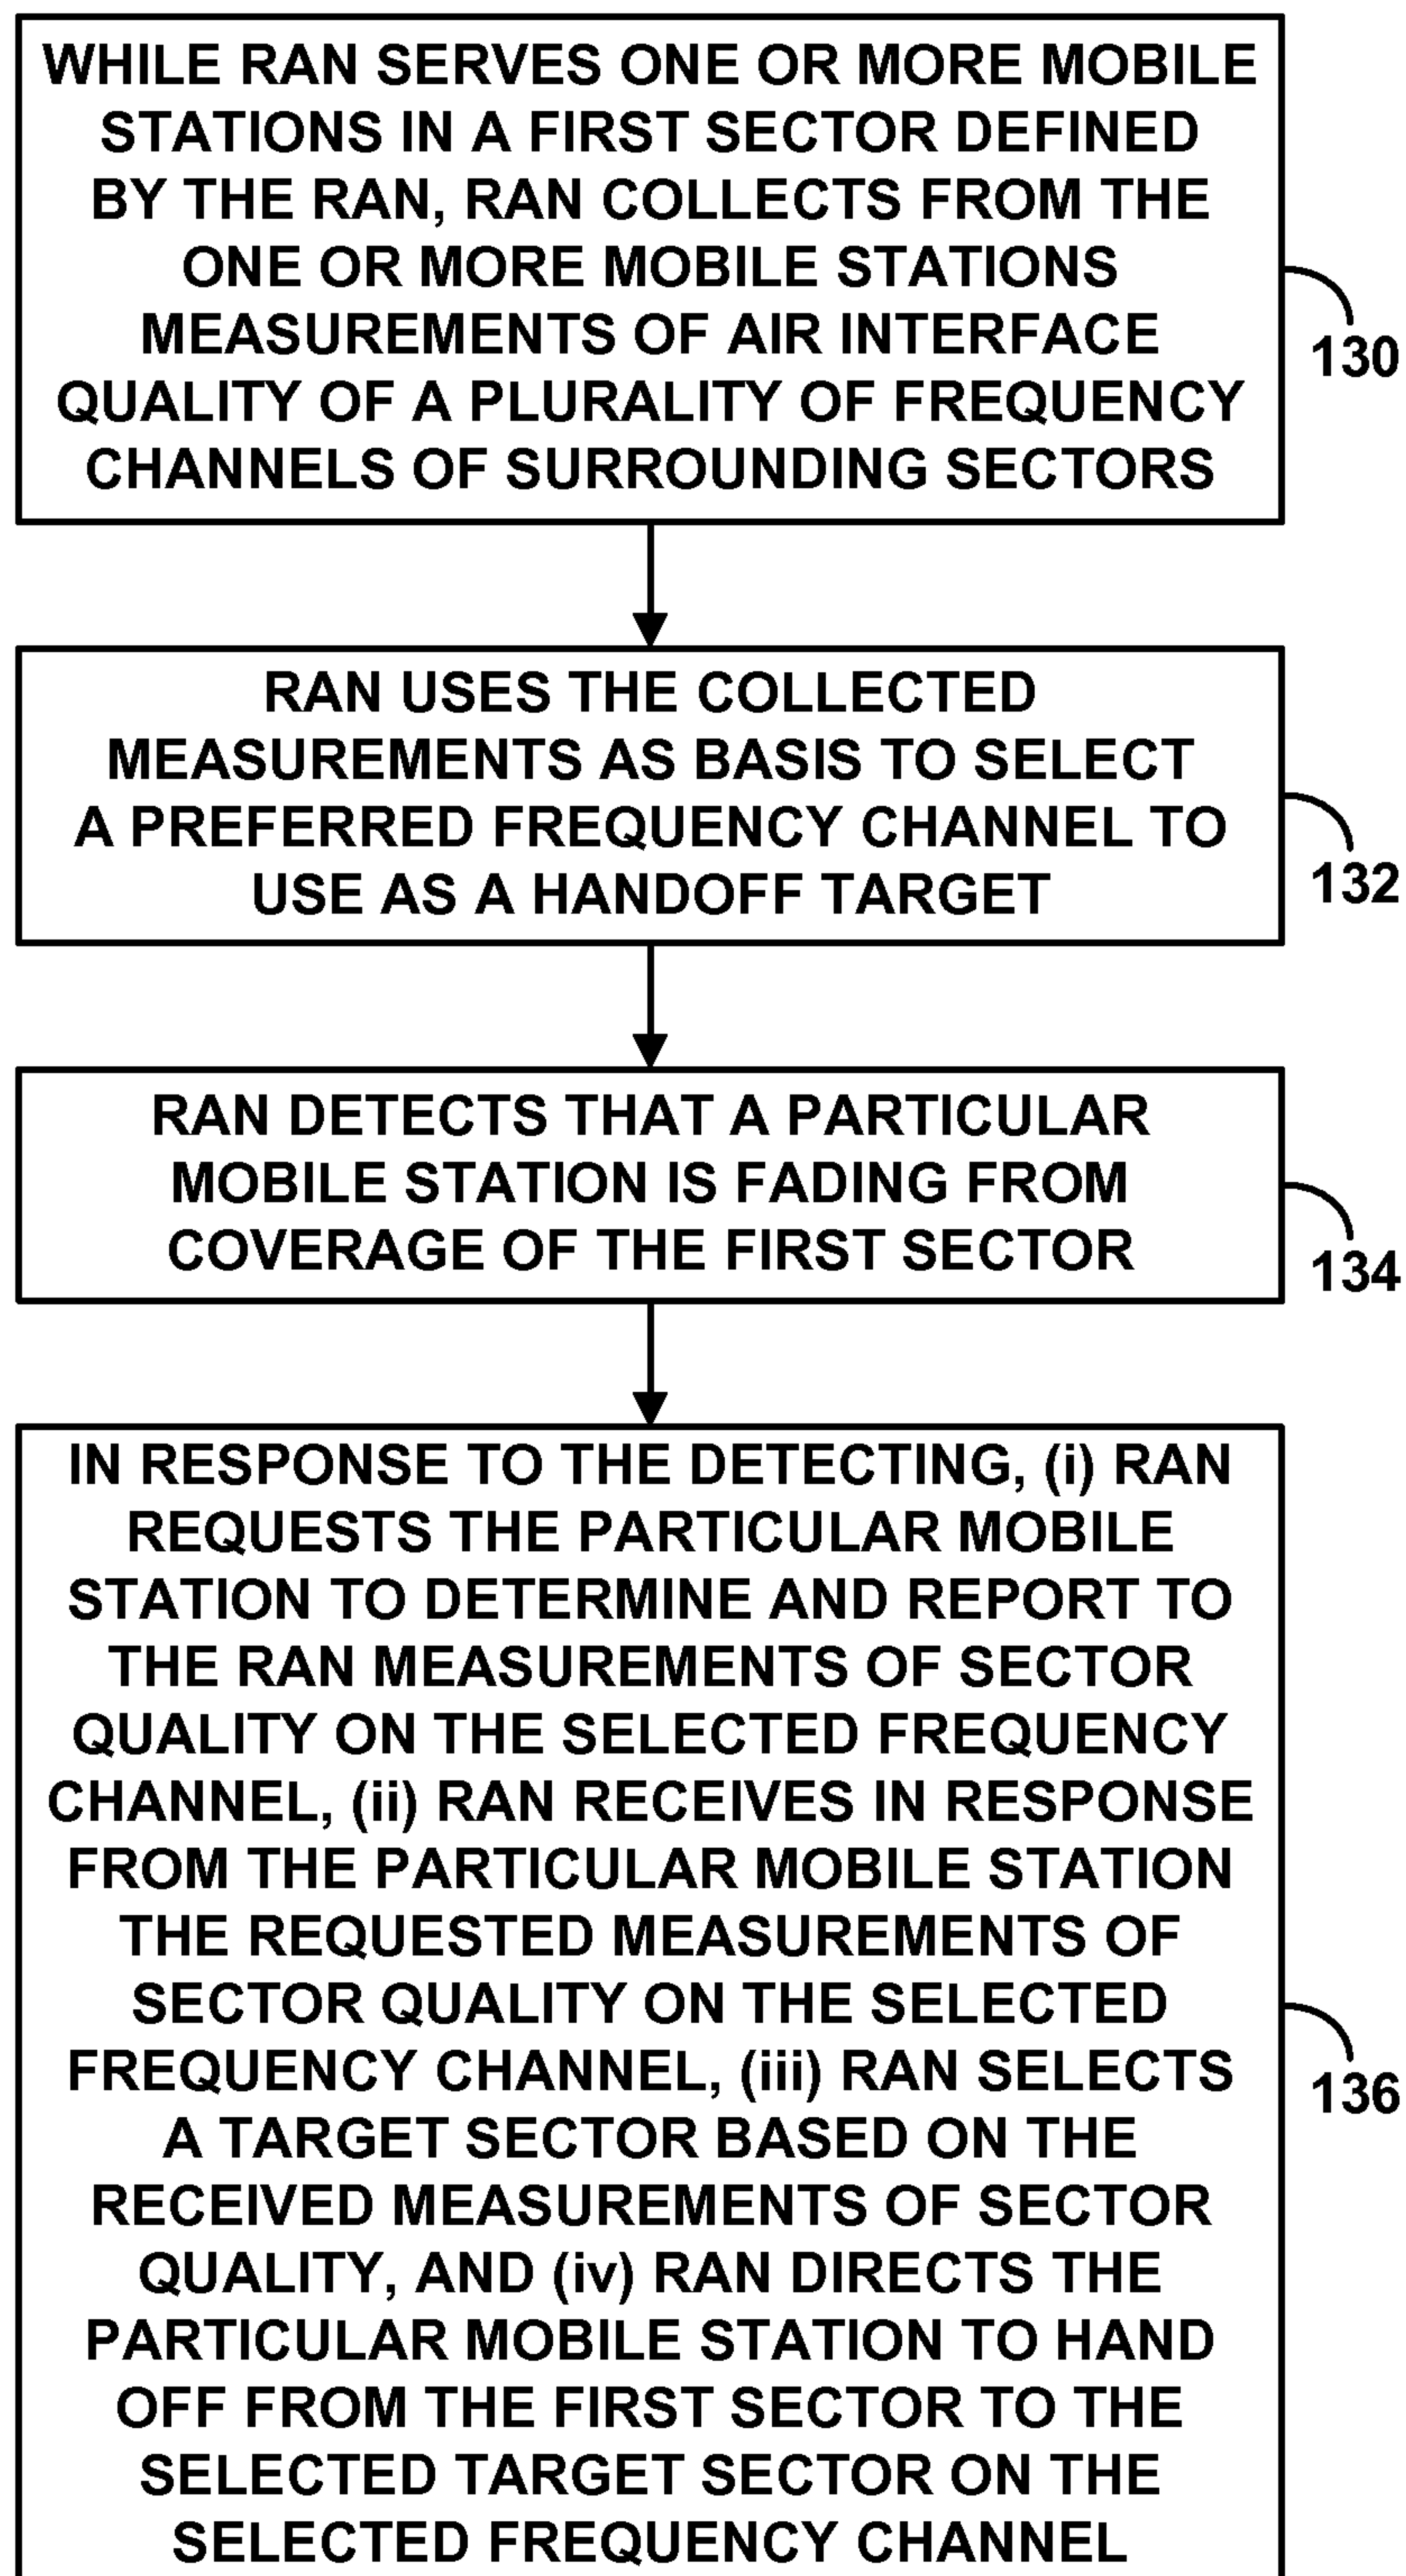 WHILE RAN SERVES ONE OR MORE MOBILE
STATIONS IN A FIRST SECTOR DEFINED
BY THE RAN, RAN COLLECTS FROM THE
ONE OR MORE MOBILE STATIONS
MEASUREMENTS OF AIR INTERFACE
QUALITY OF A PLURALITY OF FREQUENCY
CHANNELS OF SURROUNDING SECTORS
130
RAN USES THE COLLECTED
MEASUREMENTS AS BASIS TO SELECT
A PREFERRED FREQUENCY CHANNEL TO
USE AS A HANDOFF TARGET
132
RAN DETECTS THAT A PARTICULAR
MOBILE STATION IS FADING FROM
COVERAGE OF THE FIRST SECTOR
134
IN RESPONSE TO THE DETECTING, (i) RAN
REQUESTS THE PARTICULAR MOBILE
STATION TO DETERMINE AND REPORT TO
THE RAN MEASUREMENTS OF SECTOR
QUALITY ON THE SELECTED FREQUENCY
CHANNEL, (ii) RAN RECEIVES IN RESPONSE
FROM THE PARTICULAR MOBILE STATION
THE REQUESTED MEASUREMENTS OF
SECTOR QUALITY ON THE SELECTED
FREQUENCY CHANNEL, (iii) RAN SELECTS
A TARGET SECTOR BASED ON THE
RECEIVED MEASUREMENTS OF SECTOR
QUALITY, AND (iv) RAN DIRECTS THE
PARTICULAR MOBILE STATION TO HAND
OFF FROM THE FIRST SECTOR TO THE
SELECTED TARGET SECTOR ON THE
SELECTED FREQUENCY CHANNEL
136